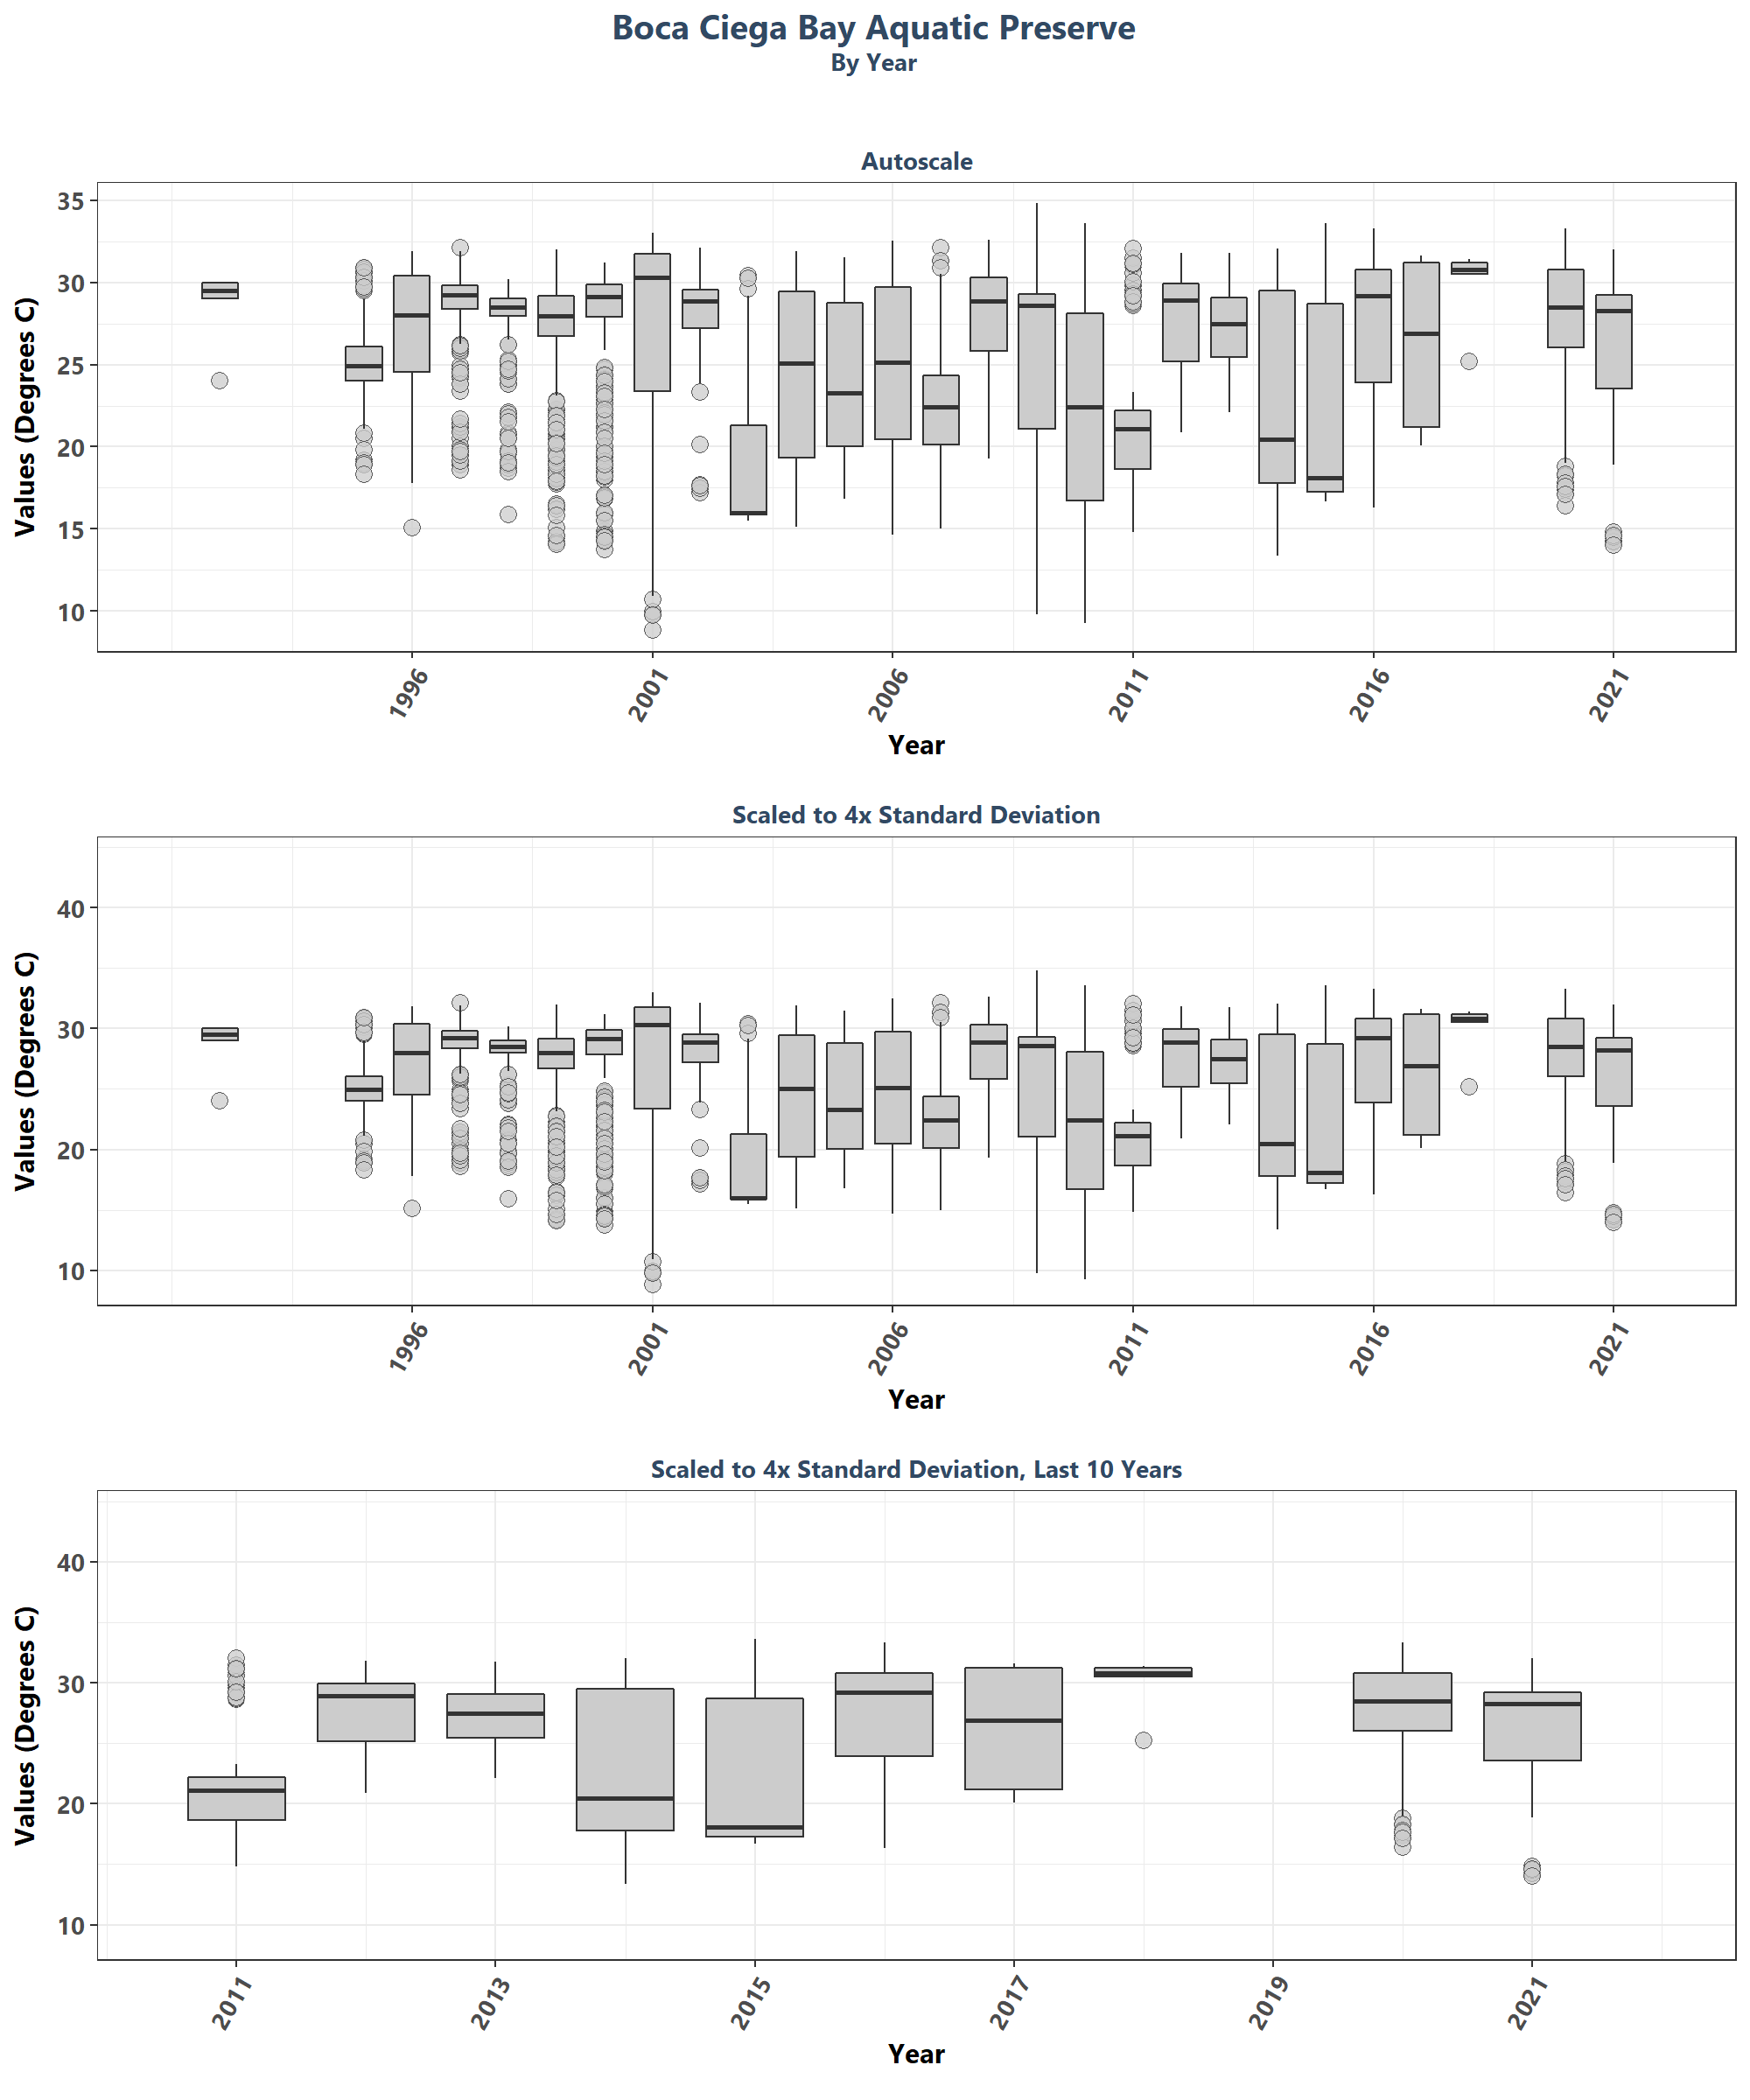 Boca Ciega Bay Aquatic Preserve
By Year
Autoscale
Values (Degrees C)
35
30
25
20
15
10
1996
2001
2006
2011
2016
2021
Year
Scaled to 4x Standard Deviation
Values (Degrees C)
40
30
20
10
1996
2001
2006
2011
2016
2021
Year
Scaled to 4x Standard Deviation, Last 10 Years
Values (Degrees C)
40
30
20
10
2011
2013
2015
2017
2019
2021
Year